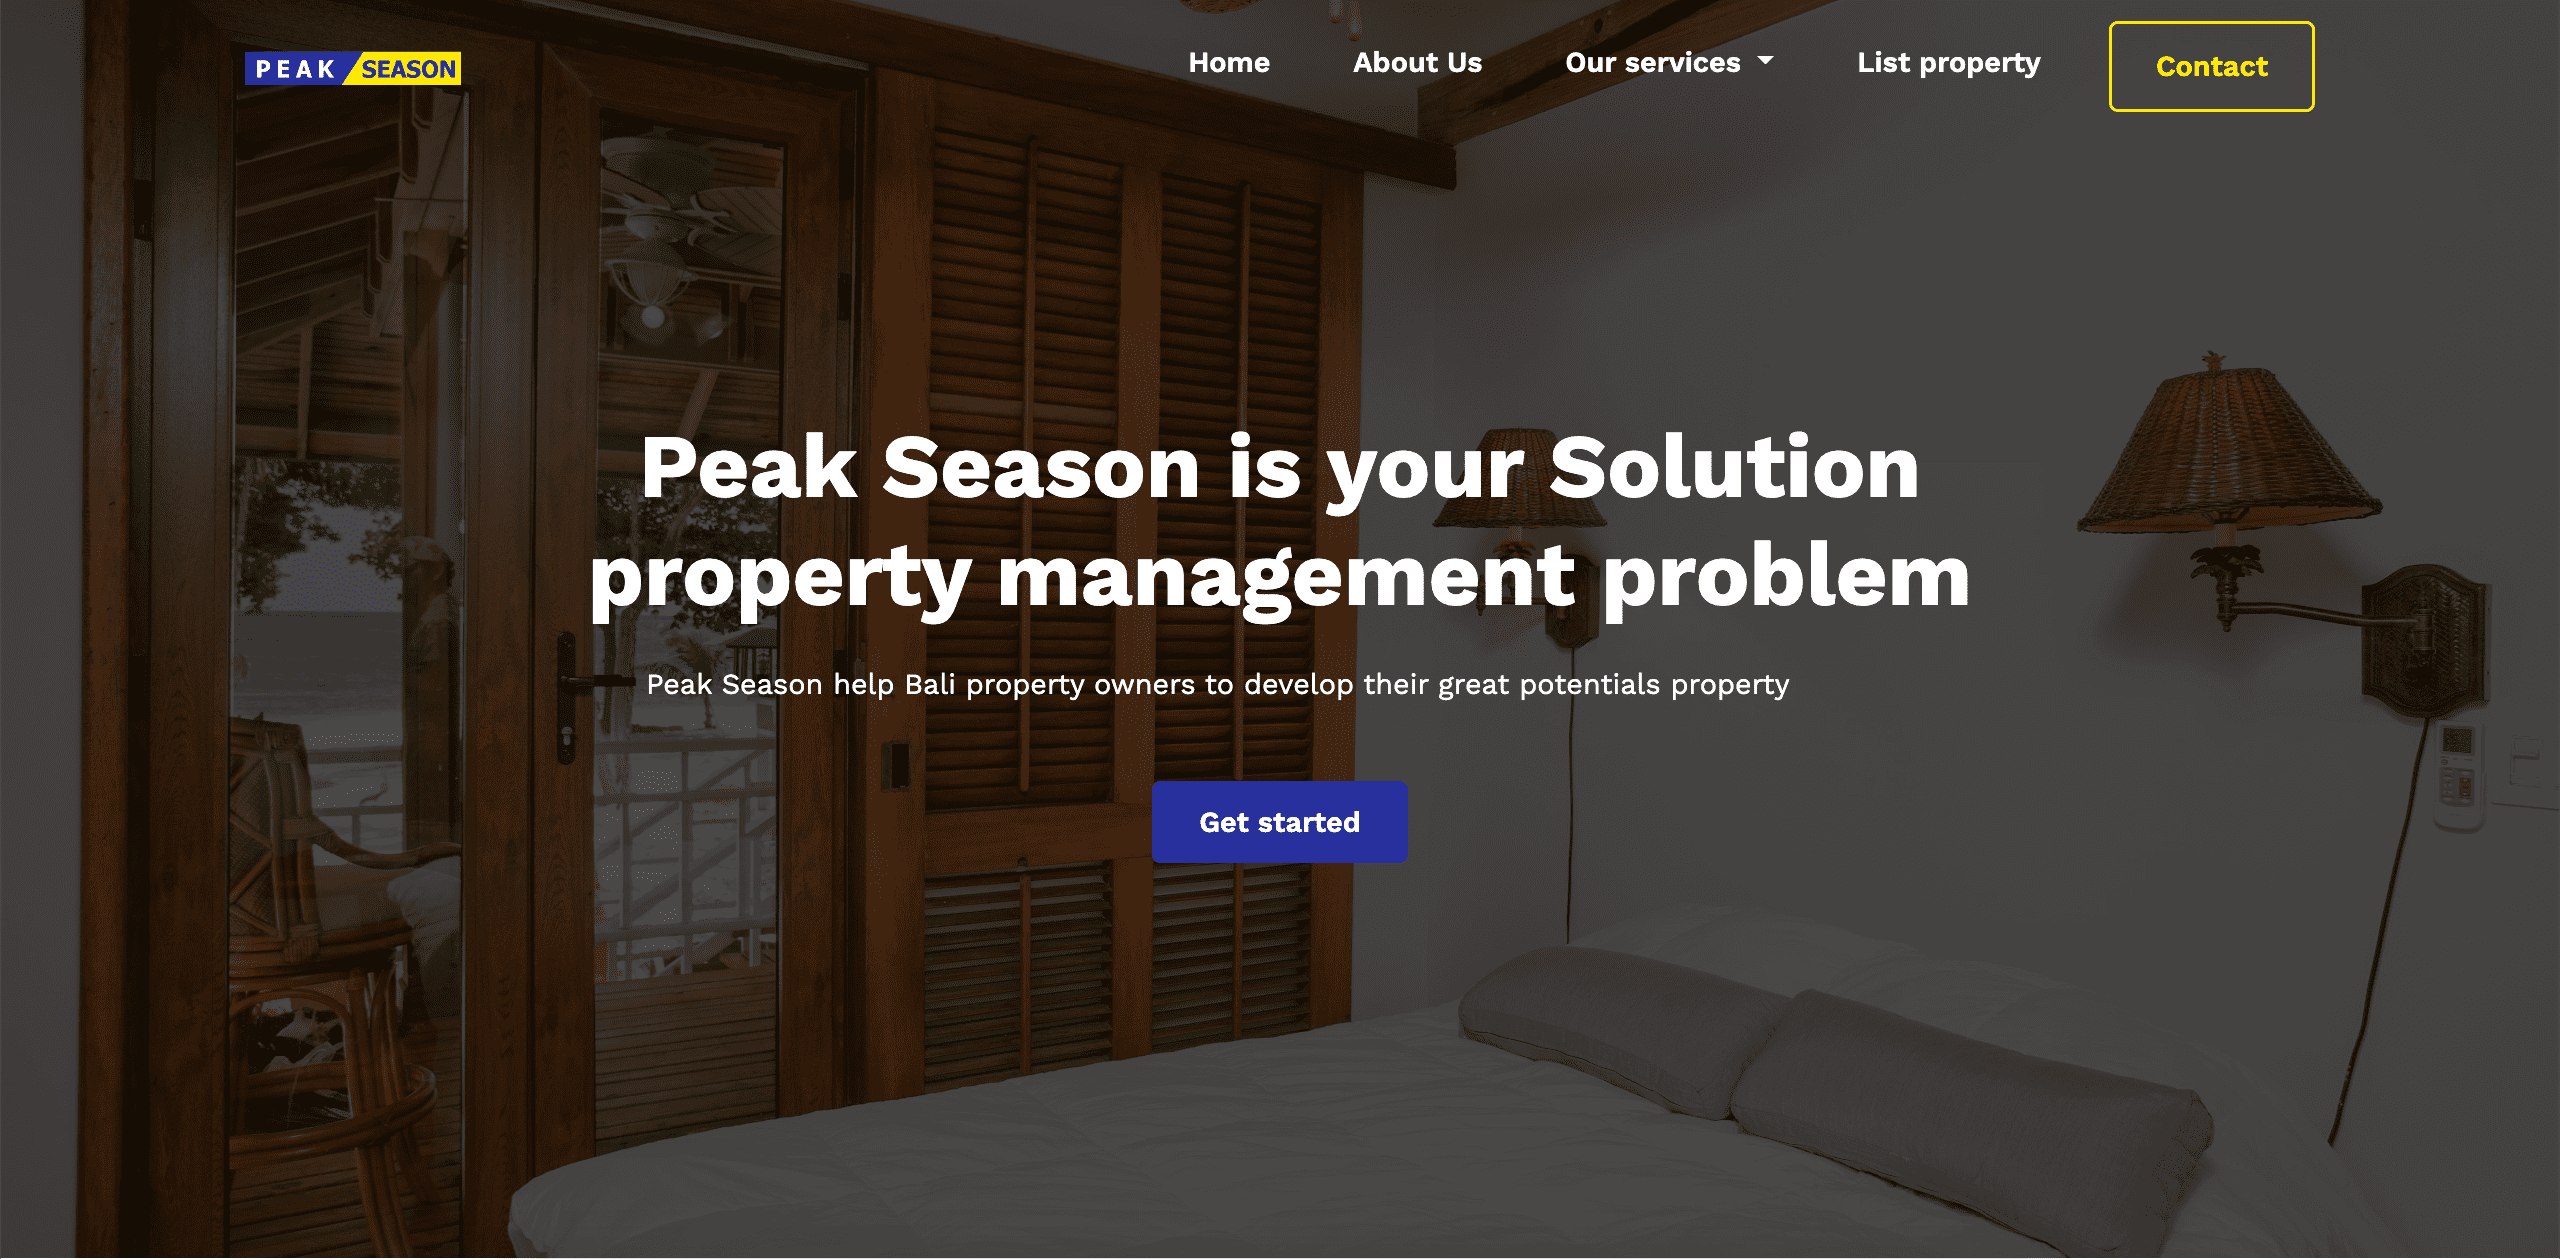 PEAK SEASON
Home About Us Our services List property Contact
Peak Season is your Solution
property management problem
Peak Season help Bali property owners to develop their great potentials property
Get started